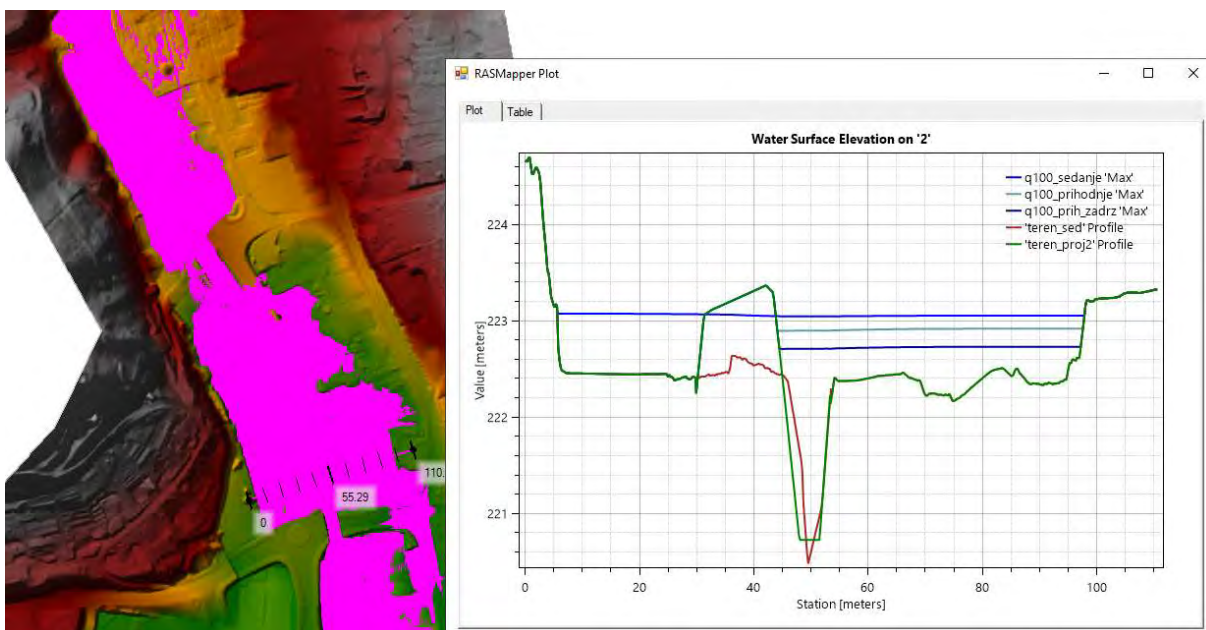 RASMapper Plot
Plot
Table
Water Surface Elevation on '2'
q100_sedanje 'Max'
q100_prihodnje 'Max'
q100_prih_zadrz 'Max'
'teren_sed' Profile
'teren_proj2' Profile
224
223
222
221
Value [meters]
0
20
40
60
80
100
Station [meters]
0
55.29
110.